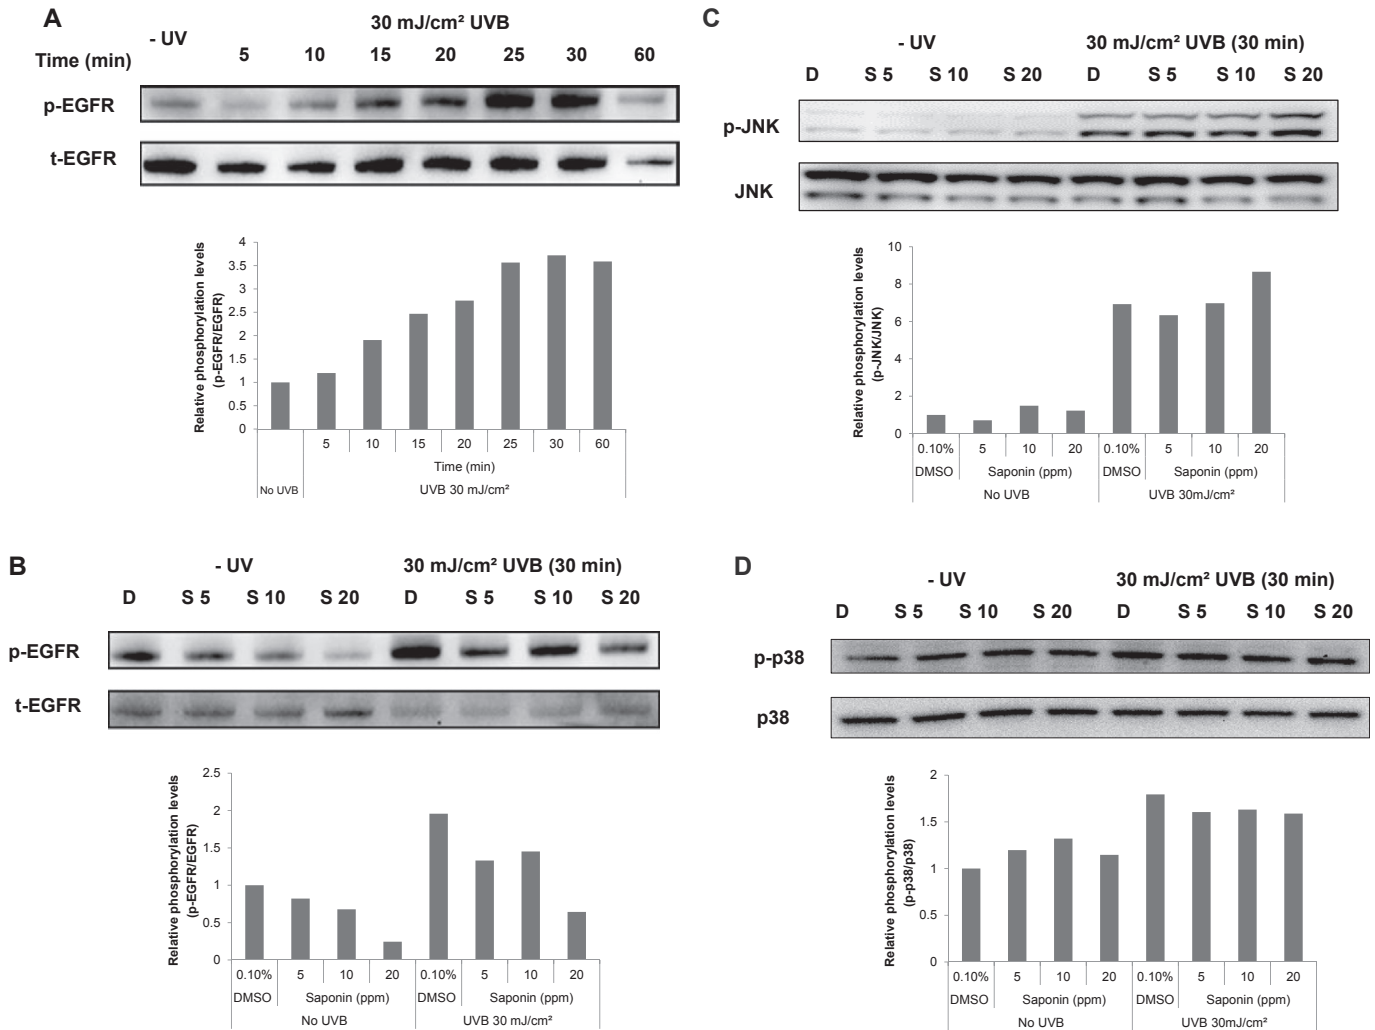 A
30 mJ/cm² UVB
- UV
Time (min) 5 10 15 20 25 30 60
p-EGFR
t-EGFR
Relative phosphorylation levels
(p-EGFR/EGFR)
4
3.5
3
2.5
2
1.5
1
0.5
0
5 10 15 20 25 30 60
Time (min)
No UVB UVB 30 mJ/cm²
B
- UV 30 mJ/cm² UVB (30 min)
D S 5 S 10 S 20 D S 5 S 10 S 20
p-EGFR
t-EGFR
Relative phosphorylation levels
(p-EGFR/EGFR)
2.5
2
1.5
1
0.5
0
0.10% 5 10 20 0.10% 5 10 20
DMSO Saponin (ppm) DMSO Saponin (ppm)
No UVB UVB 30 mJ/cm²
C
- UV 30 mJ/cm² UVB (30 min)
D S 5 S 10 S 20 D S 5 S 10 S 20
p-JNK
JNK
Relative phosphorylation levels
(p-JNK/JNK)
10
8
6
4
2
0
0.10% 5 10 20 0.10% 5 10 20
DMSO Saponin (ppm) DMSO Saponin (ppm)
No UVB UVB 30mJ/cm²
D
- UV 30 mJ/cm² UVB (30 min)
D S 5 S 10 S 20 D S 5 S 10 S 20
p-p38
p38
Relative phosphorylation levels
(p-p38/p38)
2
1.5
1
0.5
0
0.10% 5 10 20 0.10% 5 10 20
DMSO Saponin (ppm) DMSO Saponin (ppm)
No UVB UVB 30mJ/cm²